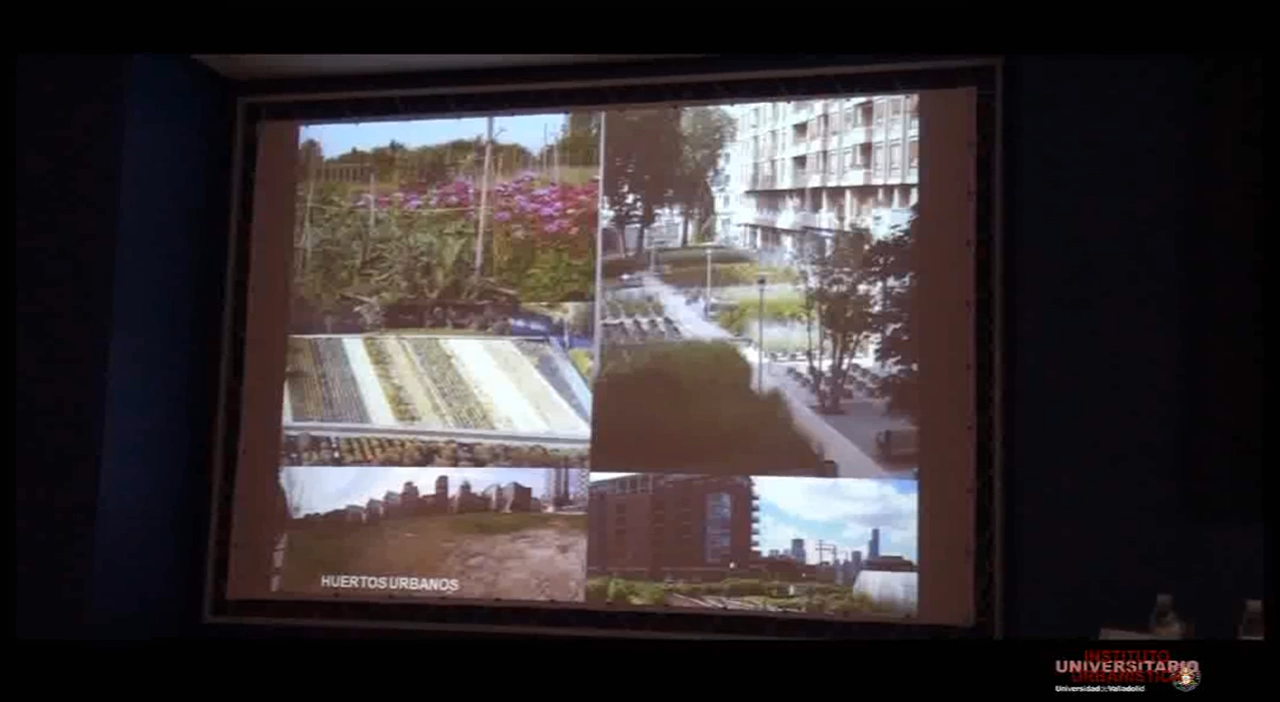 HUERTOS URBANOS
INSTITUTO
UNIVERSITARIO
URBANÍSTICA
Universidad de Valladolid